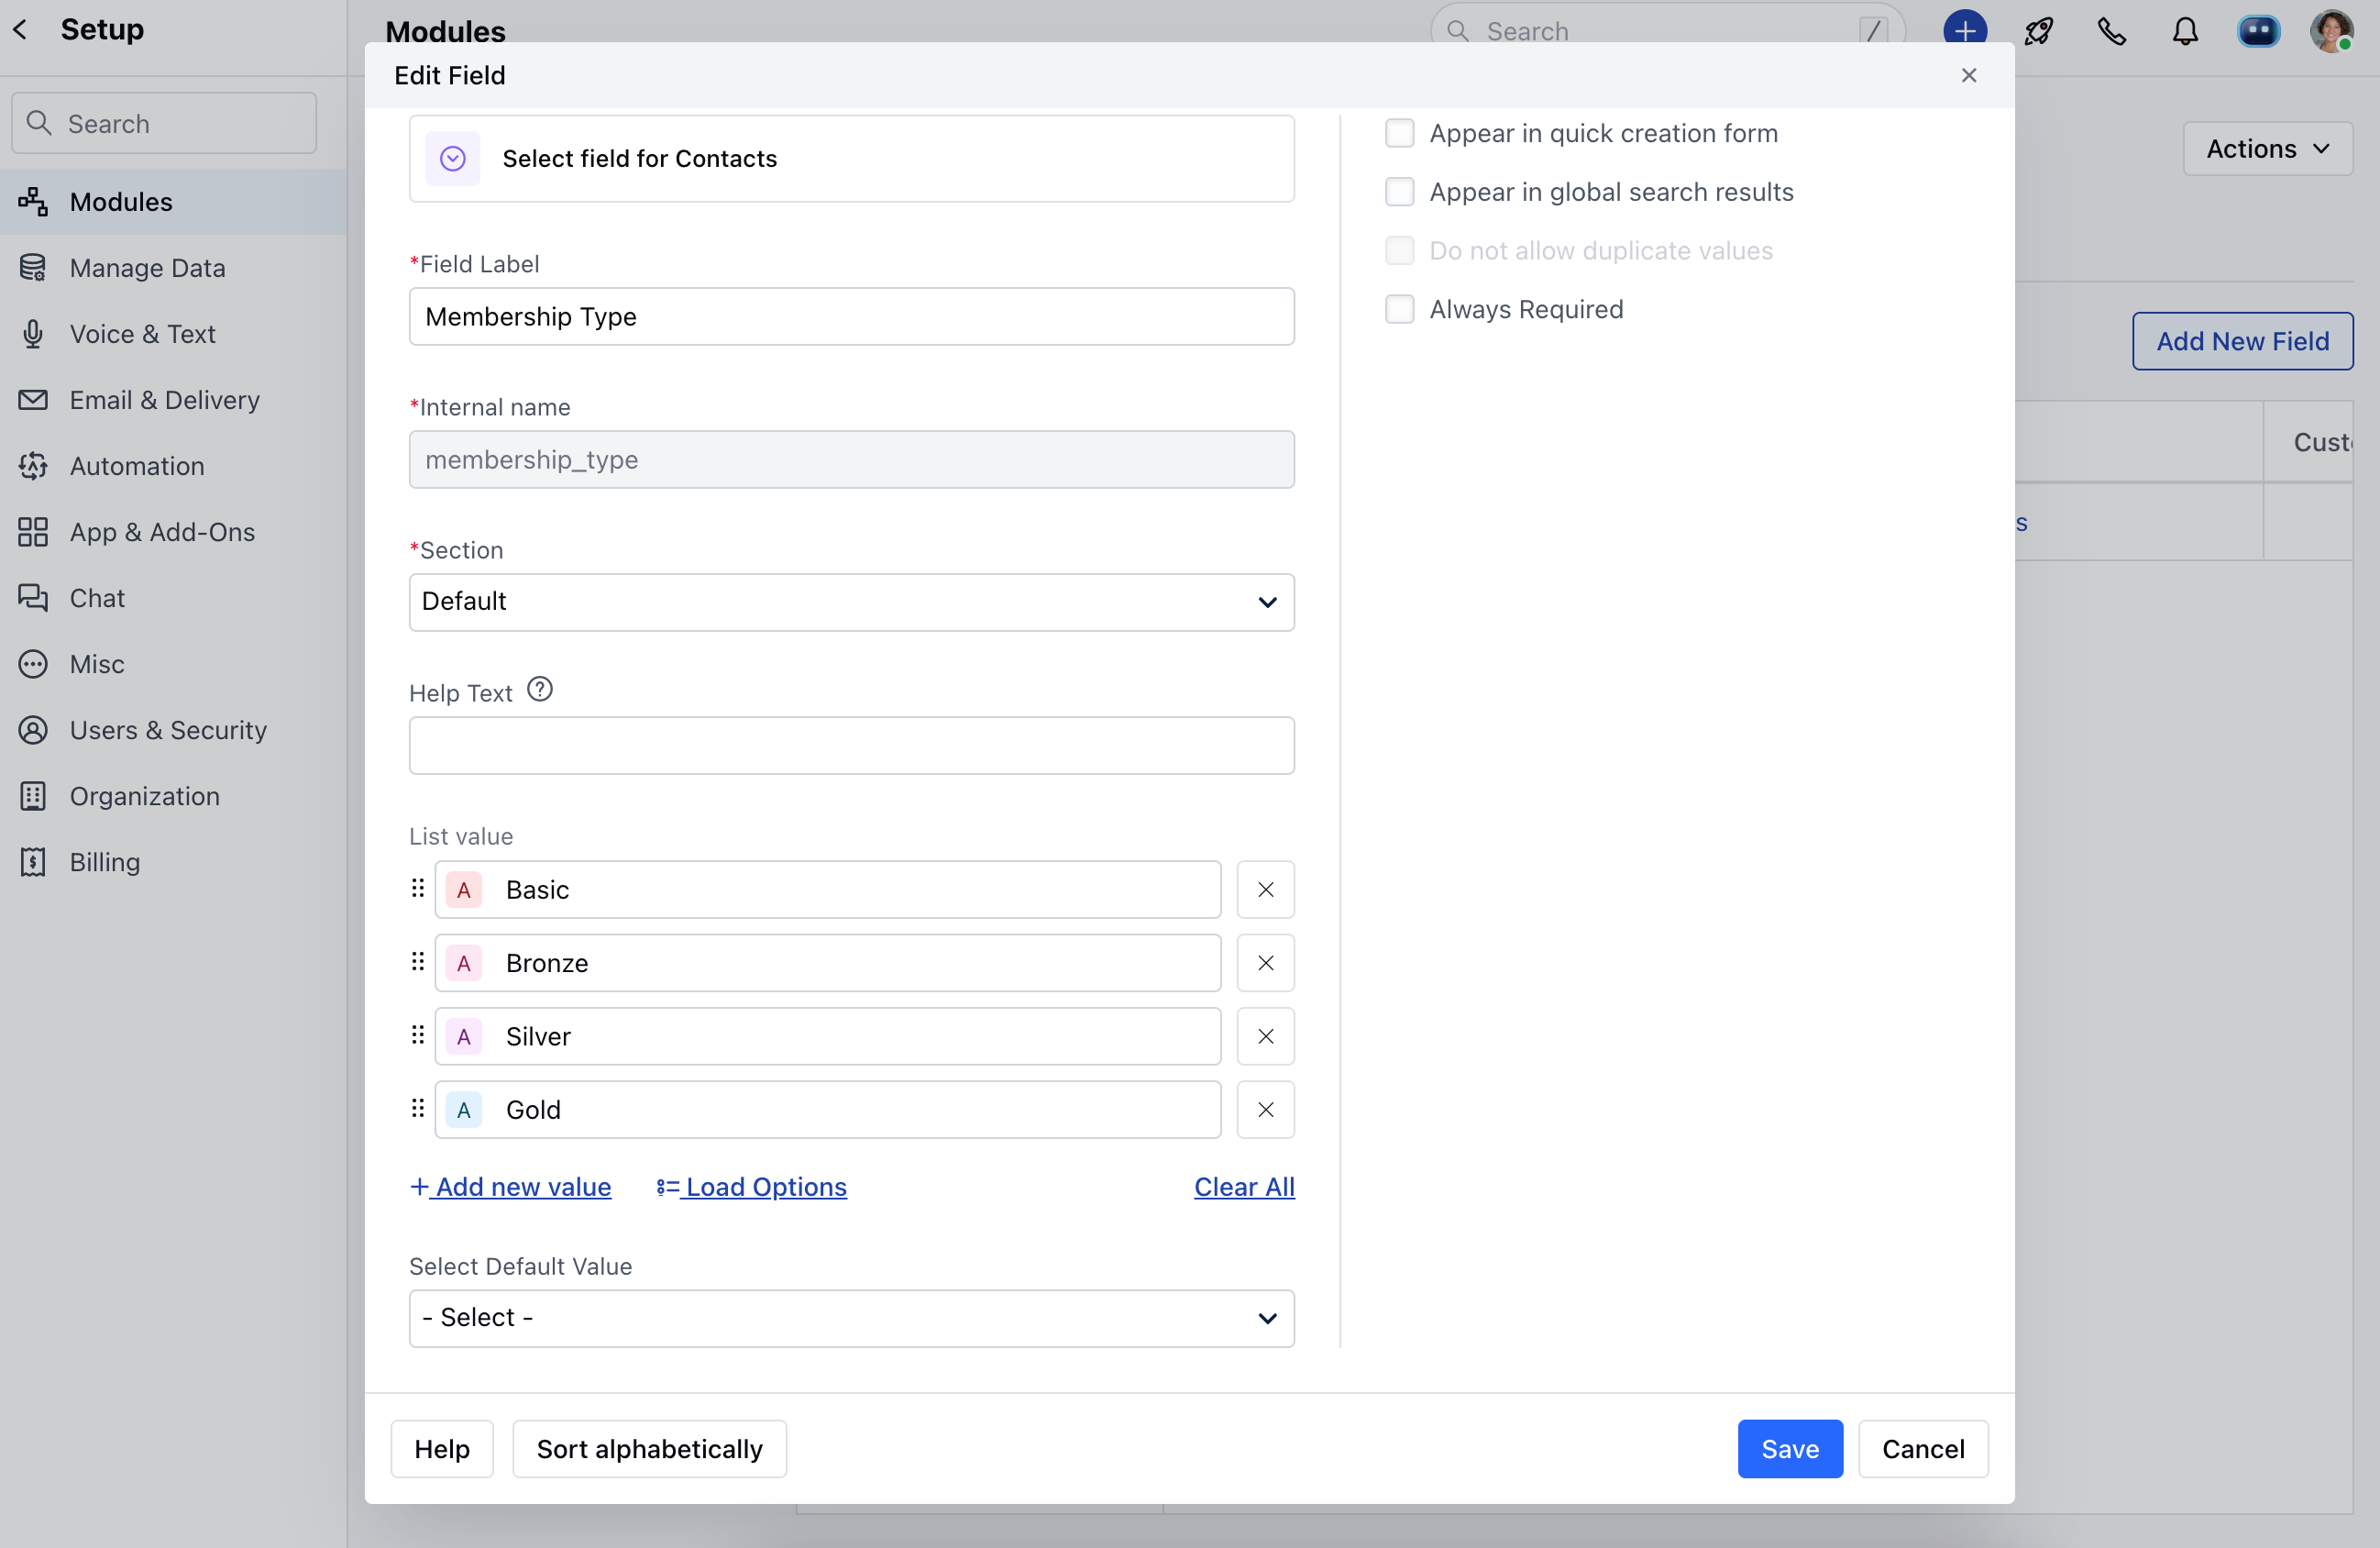 Setup
Modules
Search
/
Search
Modules
Manage Data
Voice & Text
Email & Delivery
Automation
App & Add-Ons
Chat
Misc
Users & Security
Organization
Billing
Edit Field
Select field for Contacts
*Field Label
Membership Type
*Internal name
membership_type
*Section
Default
Help Text
List value
A Basic
A Bronze
A Silver
A Gold
+ Add new value
Load Options
Clear All
Select Default Value
- Select -
Appear in quick creation form
Appear in global search results
Do not allow duplicate values
Always Required
Help
Sort alphabetically
Save
Cancel
Actions
Add New Field